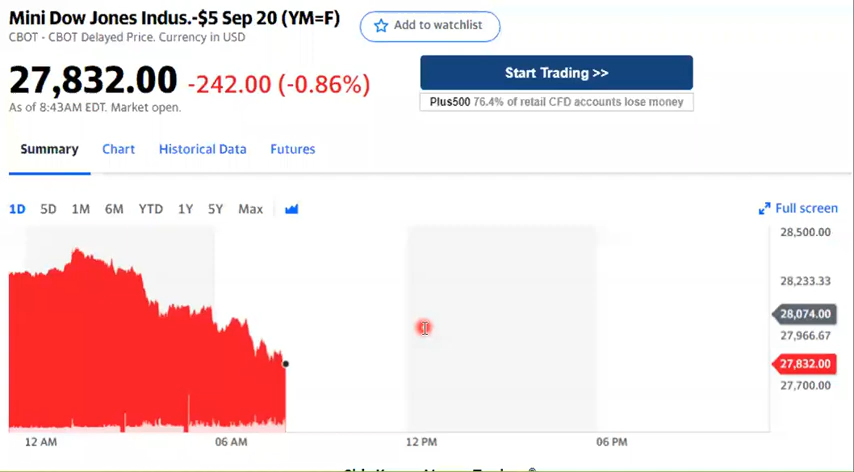 Mini Dow Jones Indus.-$5 Sep 20 (YM=F)
CBOT - CBOT Delayed Price. Currency in USD
Add to watchlist
27,832.00 -242.00 (-0.86%)
As of 8:43AM EDT. Market open.
Start Trading >>
Plus500 76.4% of retail CFD accounts lose money
Summary Chart Historical Data Futures
1D 5D 1M 6M YTD 1Y 5Y Max
Full screen
28,500.00
28,233.33
28,074.00
27,966.67
27,832.00
27,700.00
12 AM 06 AM 12 PM 06 PM